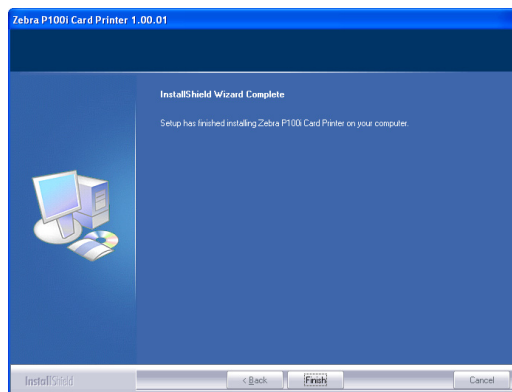 Zebra P100i Card Printer 1.00.01
InstallShield Wizard Complete
Setup has finished installing Zebra P100i Card Printer on your computer.
InstallShield
< Back
Finish
Cancel